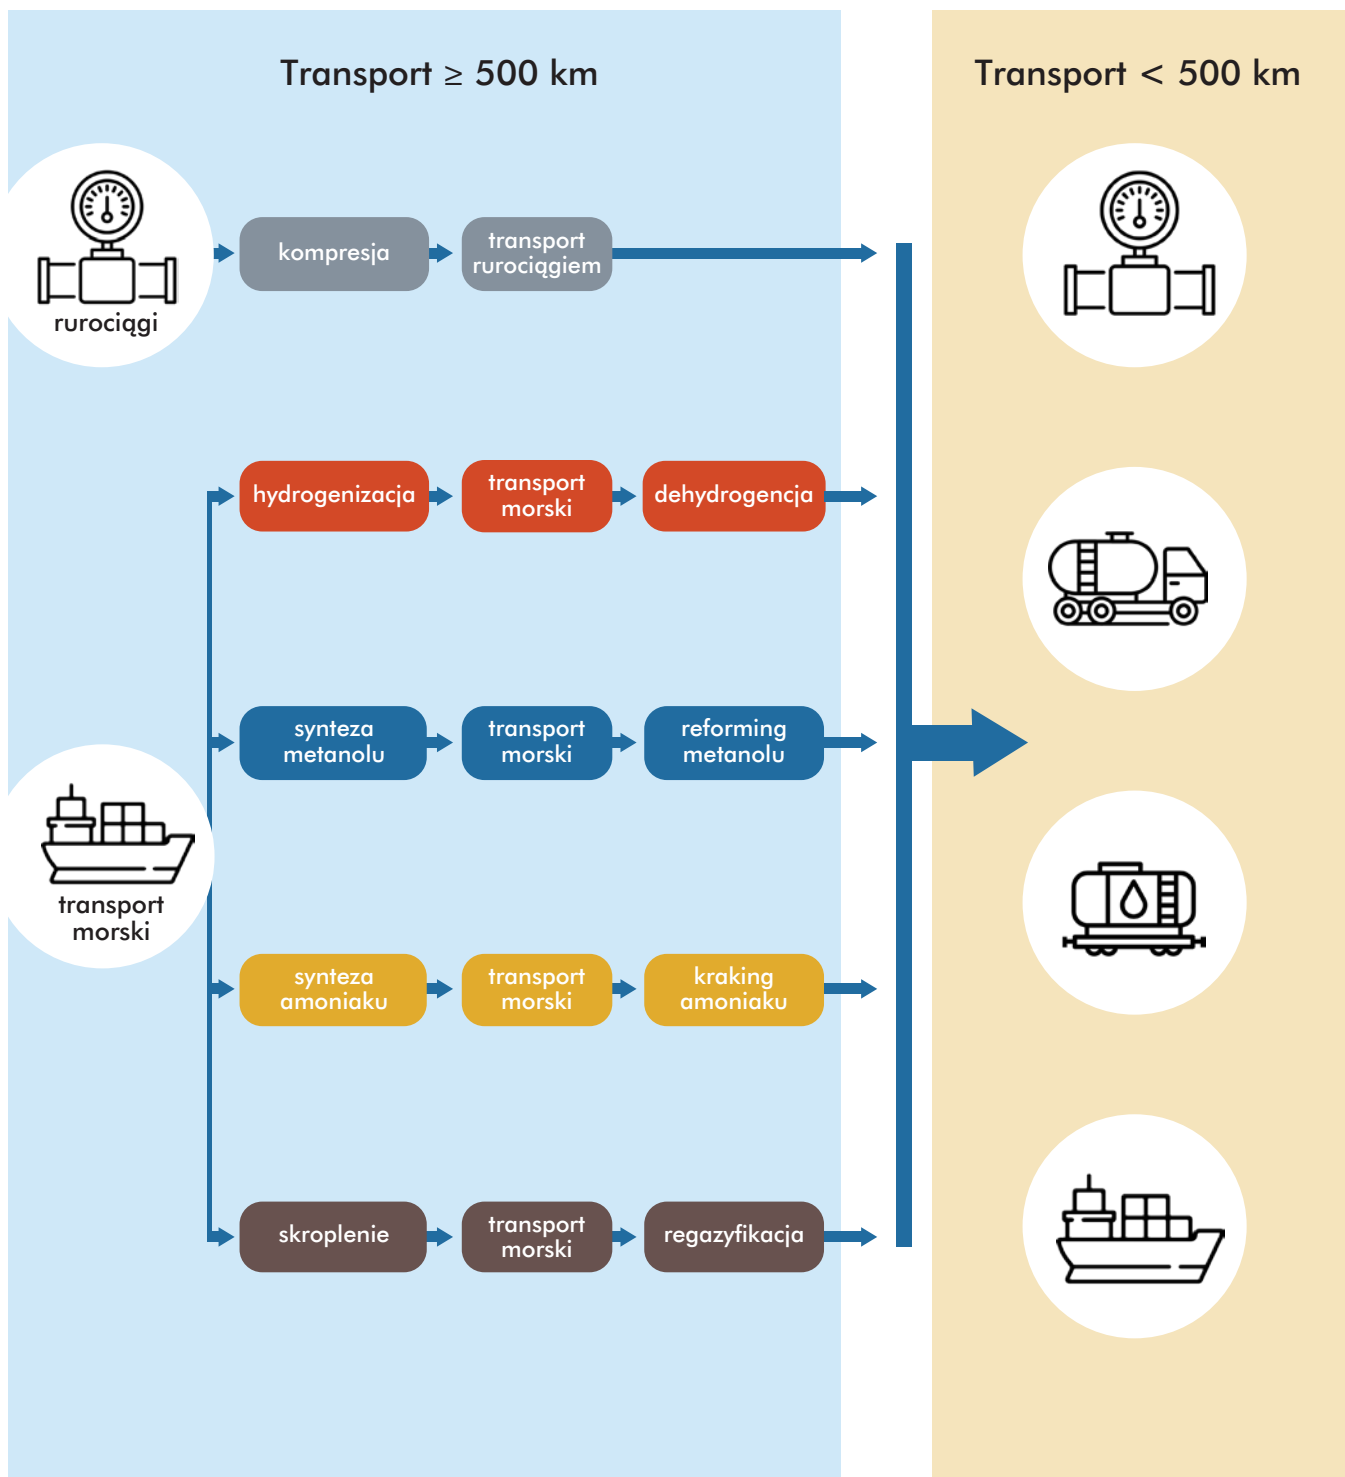 Transport ≥ 500 km
Transport < 500 km
rurociągi
kompresja
transport
rurociągiem
hydrogenizacja
transport
morski
dehydrogencja
synteza
metanolu
transport
morski
reforming
metanolu
transport
morski
synteza
amoniaku
transport
morski
kraking
amoniaku
skroplenie
transport
morski
regazyfikacja